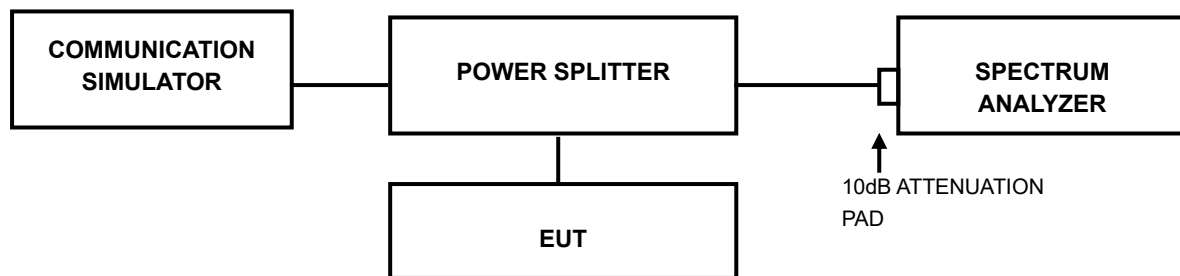 COMMUNICATION
SIMULATOR
POWER SPLITTER
SPECTRUM
ANALYZER
10dB ATTENUATION
PAD
EUT